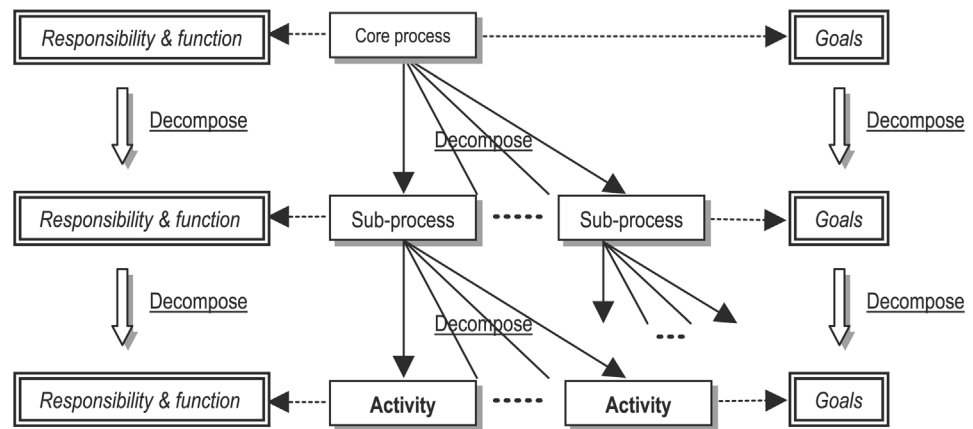 Responsibility & function Core process Goals
Decompose Decompose Decompose
Responsibility & function Sub-process Sub-process Goals
Decompose Decompose Decompose
Responsibility & function Activity Activity Goals